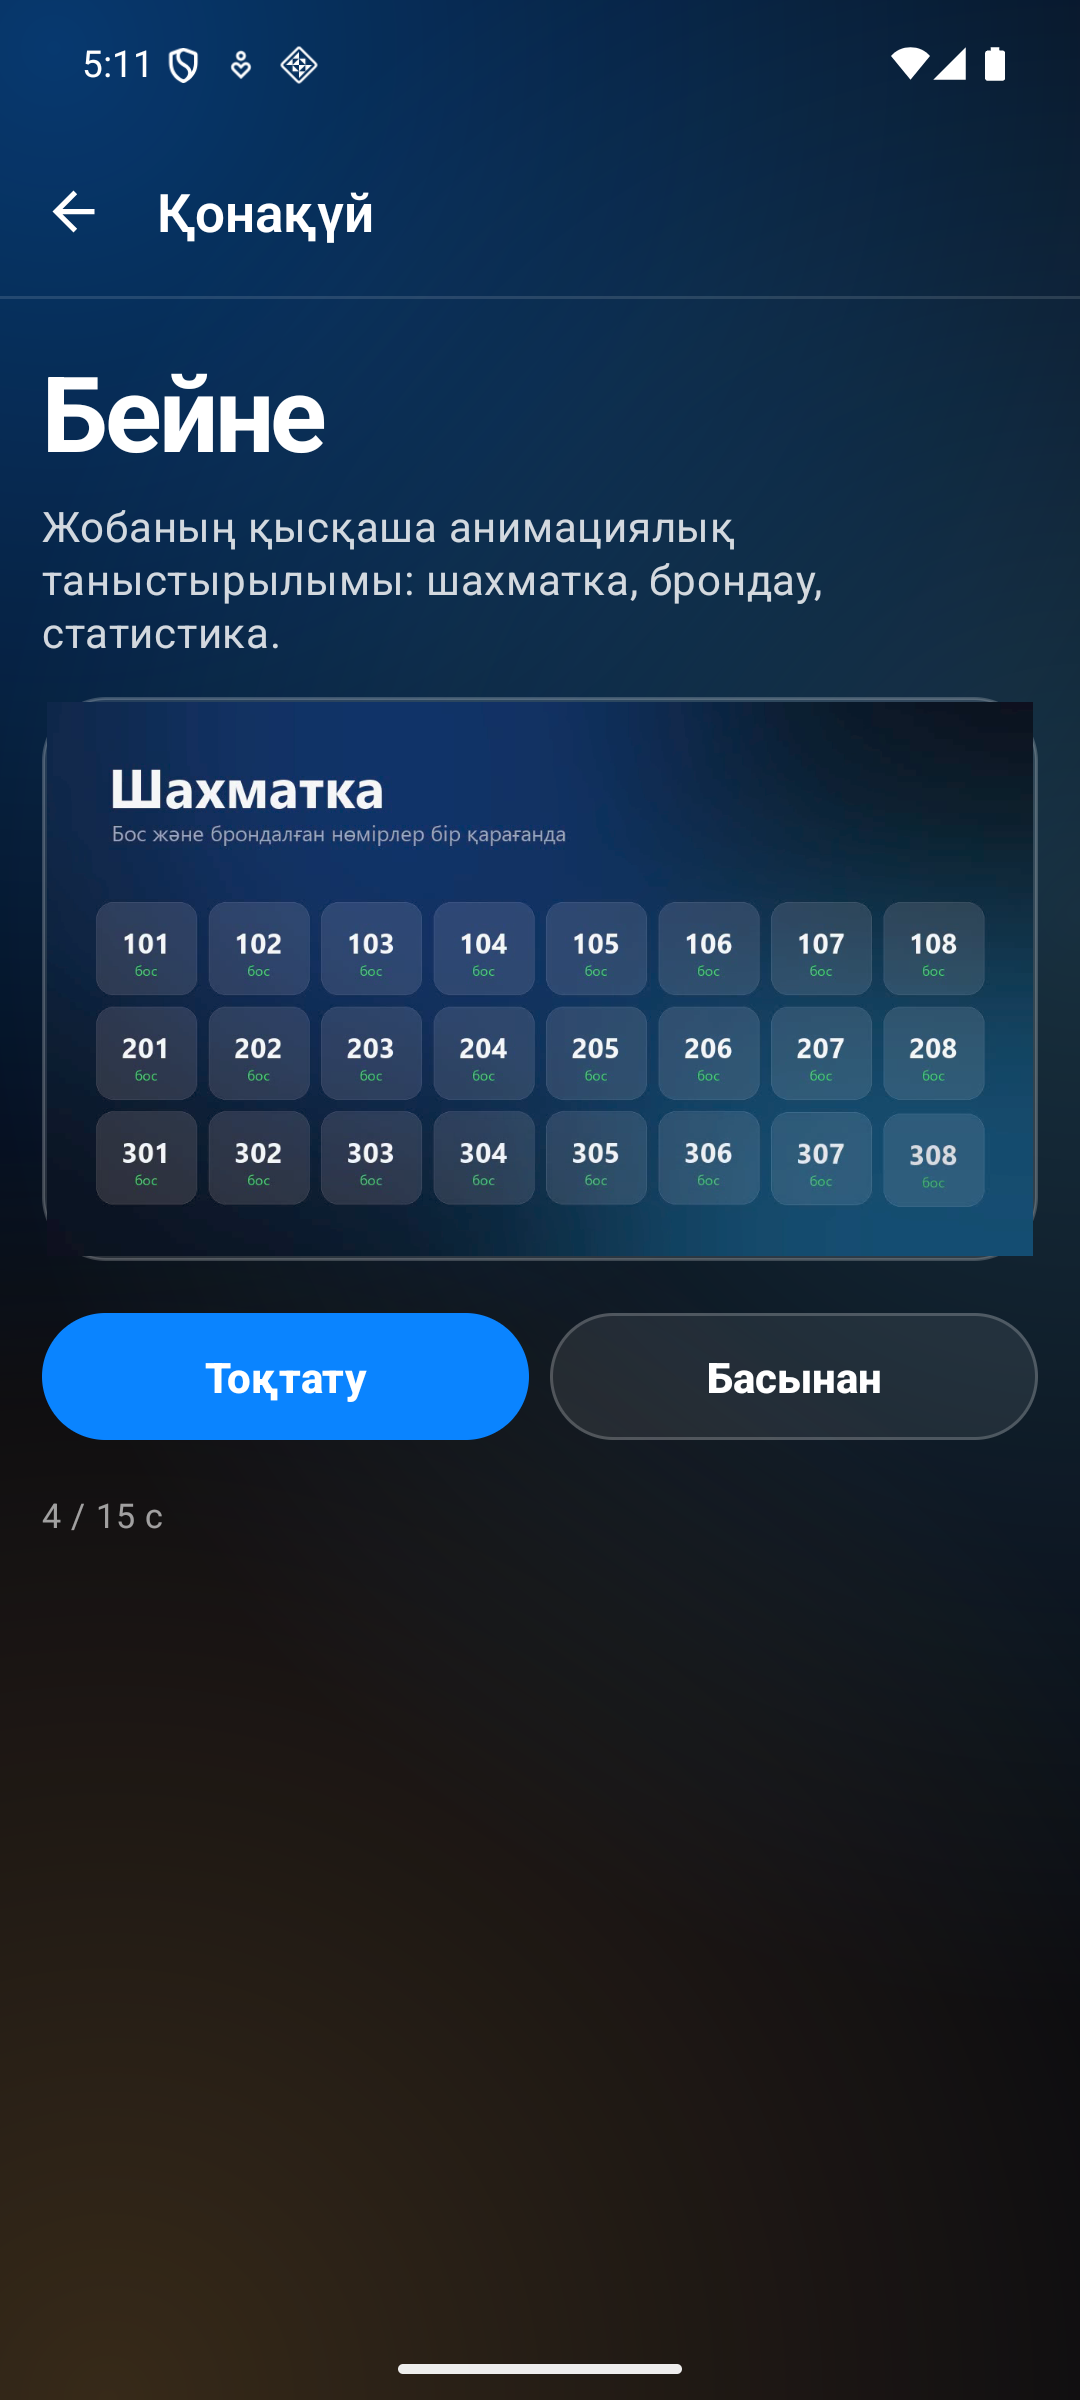 5:11
Қонақүй
Бейне
Жобаның қысқаша анимациялық
таныстырылымы: шахматка, брондау,
статистика.
Шахматка
Бос және брондалған нөмірлер бір қарағанда
101 102 103 104 105 106 107 108
бос бос бос бос бос бос бос бос
201 202 203 204 205 206 207 208
бос бос бос бос бос бос бос бос
301 302 303 304 305 306 307 308
бос бос бос бос бос бос бос бос
Тоқтату Басынан
4 / 15 с